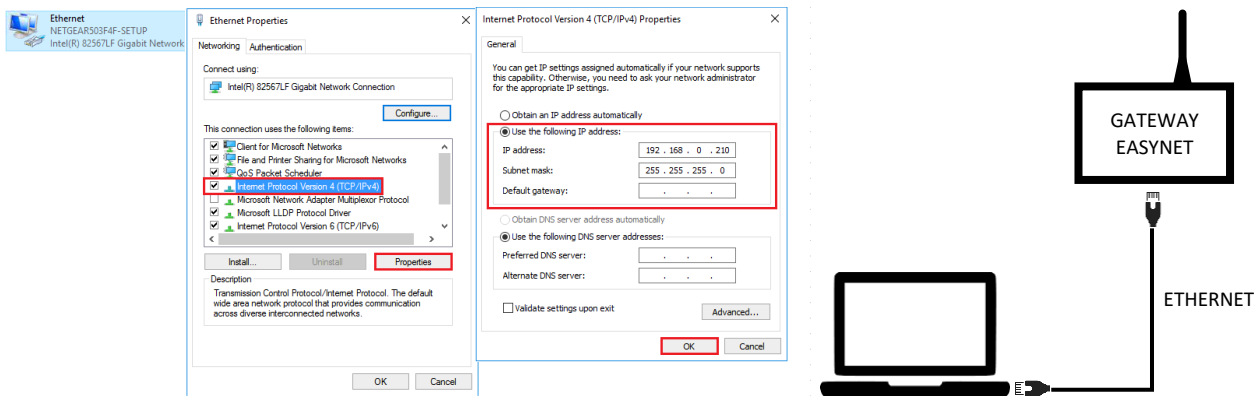 Ethernet
NETGEAR503F4F-SETUP
Intel(R) 82567LF Gigabit Network
Ethernet Properties
Networking Authentication
Connect using:
Intel(R) 82567LF Gigabit Network Connection
Configure...
This connection uses the following items:
Client for Microsoft Networks
File and Printer Sharing for Microsoft Networks
QoS Packet Scheduler
Internet Protocol Version 4 (TCP/IPv4)
Microsoft Network Adapter Multiplexor Protocol
Microsoft LLDP Protocol Driver
Internet Protocol Version 6 (TCP/IPv6)
Install... Uninstall Properties
Description
Transmission Control Protocol/Internet Protocol. The default
wide area network protocol that provides communication
across diverse interconnected networks.
OK Cancel
Internet Protocol Version 4 (TCP/IPv4) Properties
General
You can get IP settings assigned automatically if your network supports
this capability. Otherwise, you need to ask your network administrator
for the appropriate IP settings.
Obtain an IP address automatically
Use the following IP address:
IP address: 192 . 168 . 0 . 210
Subnet mask: 255 . 255 . 255 . 0
Default gateway: . . .
Obtain DNS server address automatically
Use the following DNS server addresses:
Preferred DNS server: . . .
Alternate DNS server: . . .
Validate settings upon exit
Advanced...
OK Cancel
GATEWAY
EASYNET
ETHERNET